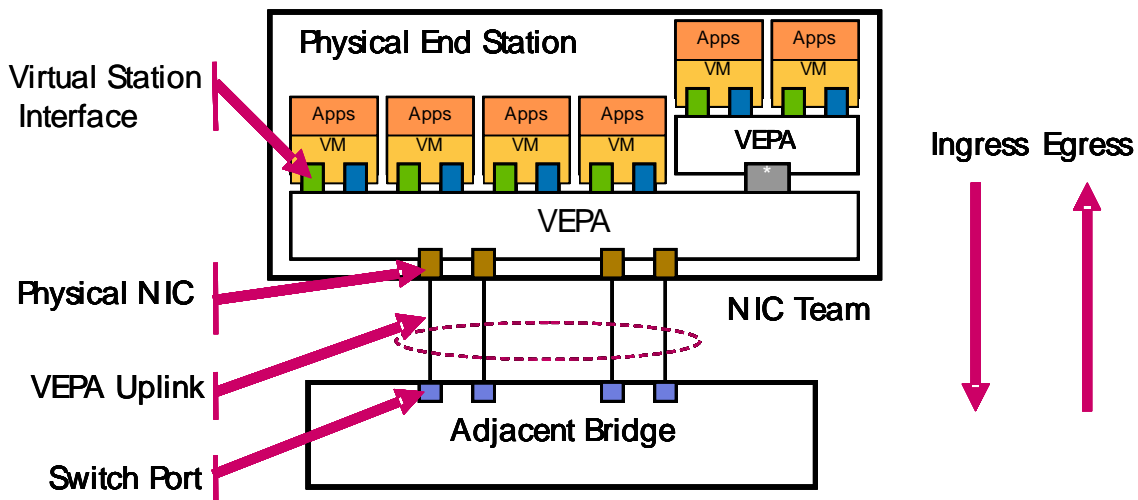 Physical End Station
Apps
Apps
VM
VM
Virtual Station
Interface
Apps
Apps
Apps
Apps
VM
VM
VM
VM
VEPA
Ingress
Egress
*
VEPA
Physical NIC
NIC Team
VEPA Uplink
Adjacent Bridge
Switch Port